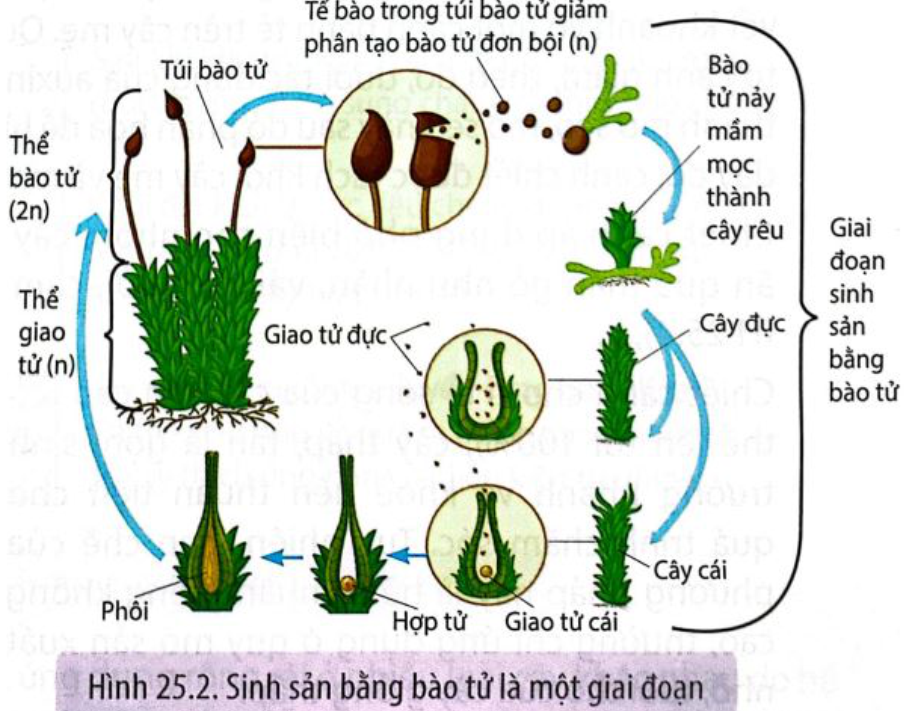 Tế bào trong túi bào tử giảm
phân tạo bào tử đơn bội (n)
Túi bào tử
Bào
tử nảy
mầm
mọc
thành
cây rêu
Thể
bào tử
(2n)
Thể
giao
tử (n)
Giao tử đực
Cây đực
Giai
đoạn
sinh
sản
bằng
bào tử
Cây cái
Phôi
Hợp tử
Giao tử cái
Hình 25.2. Sinh sản bằng bào tử là một giai đoạn